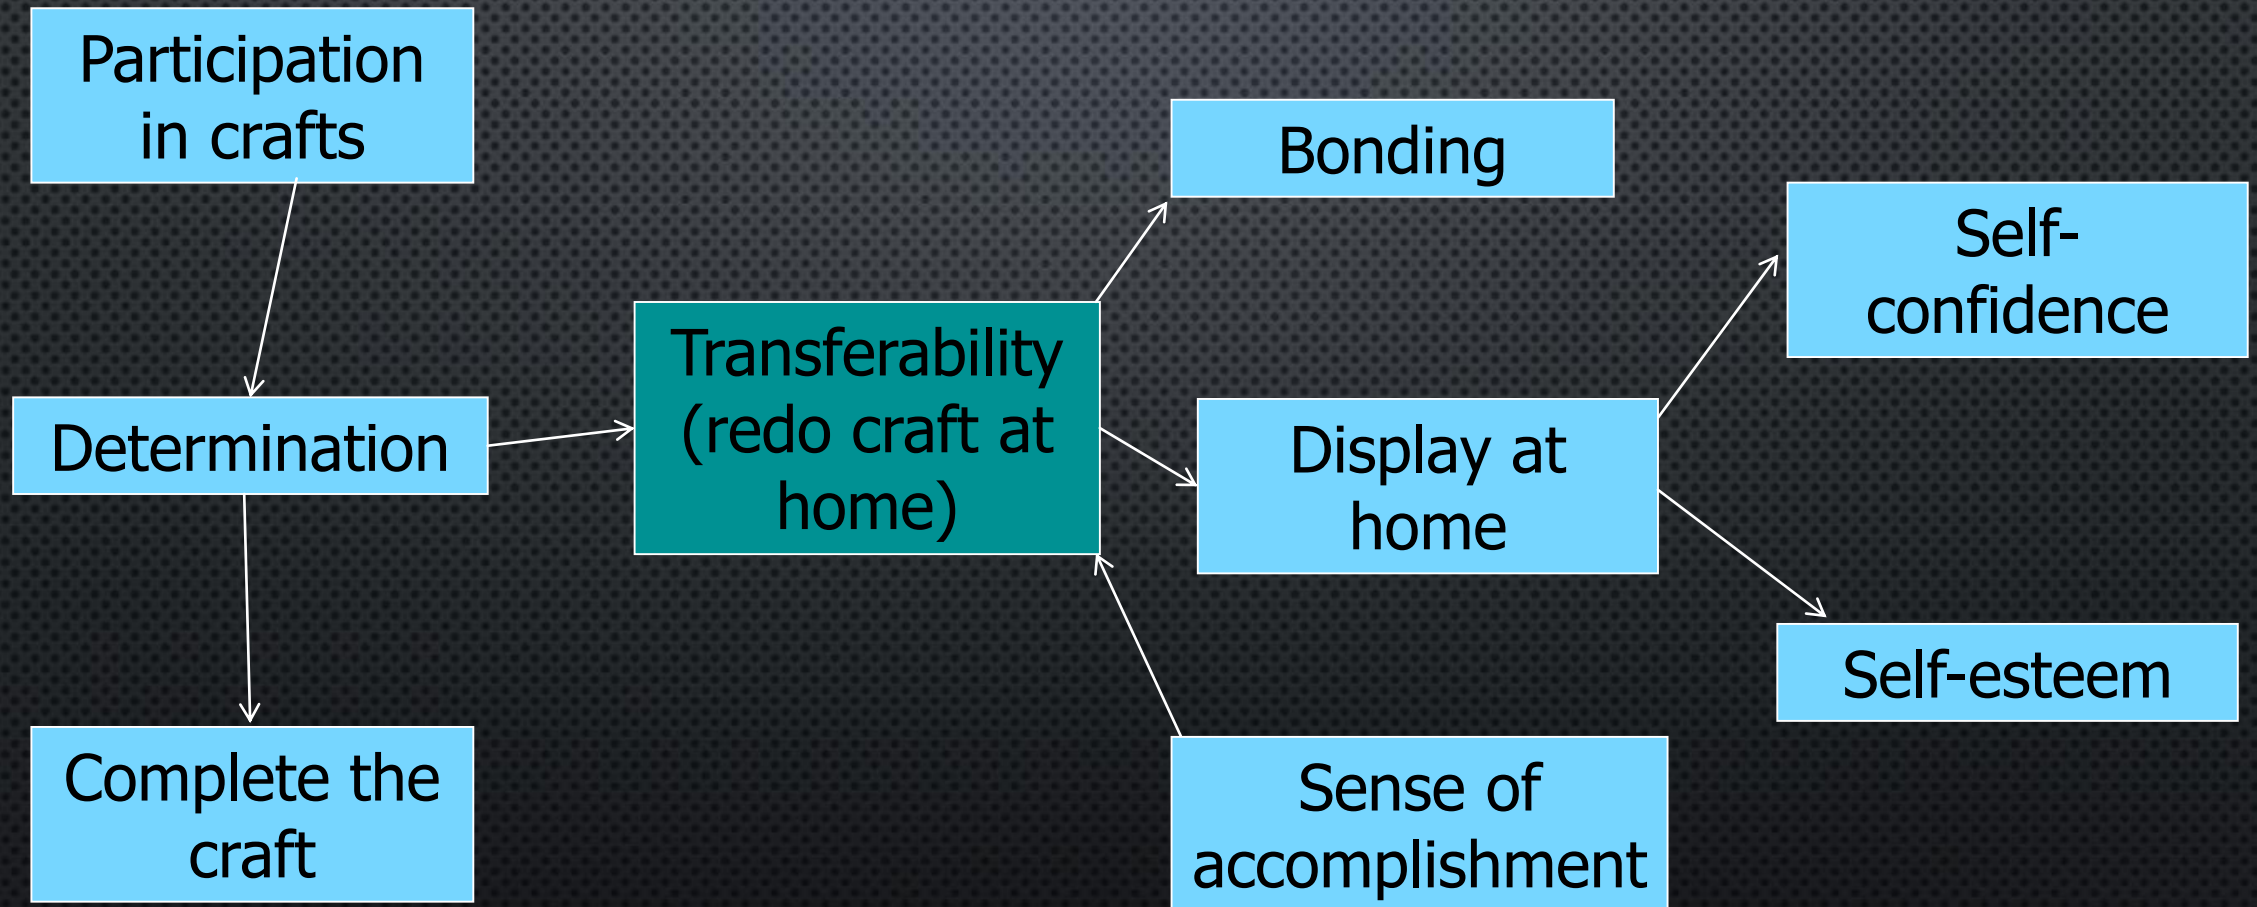 Participation
in crafts
Determination
Complete the
craft
Transferability
(redo craft at
home)
Bonding
Display at
home
Sense of
accomplishment
Self-
confidence
Self-esteem